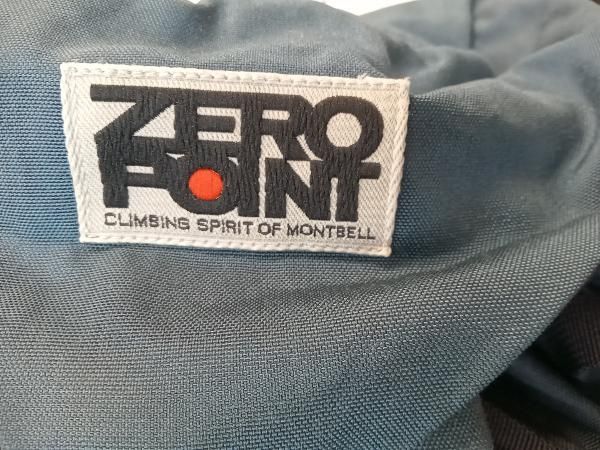 ZERO
POINT
CLIMBING SPIRIT OF MONTBELL